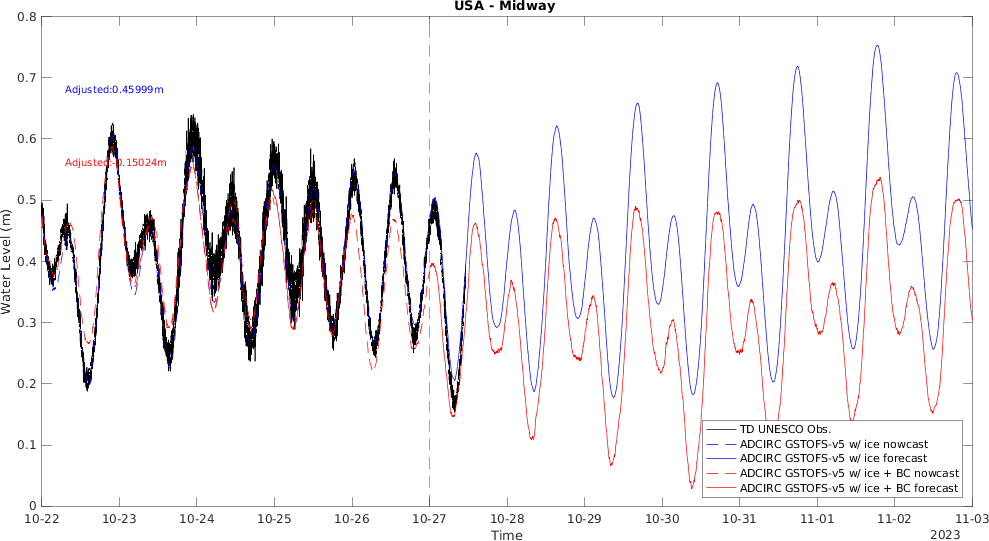 USA - Midway
0.8
0.7
0.6
0.5
0.4
0.3
0.2
0.1
0
Water Level (m)
Adjusted:0.45999m
Adjusted:-0.15024m
TD UNESCO Obs.
ADCIRC GSTOFS-v5 w/ ice nowcast
ADCIRC GSTOFS-v5 w/ ice forecast
ADCIRC GSTOFS-v5 w/ ice + BC nowcast
ADCIRC GSTOFS-v5 w/ ice + BC forecast
10-22 10-23 10-24 10-25 10-26 10-27 10-28 10-29 10-30 10-31 11-01 11-02 11-03
Time
2023